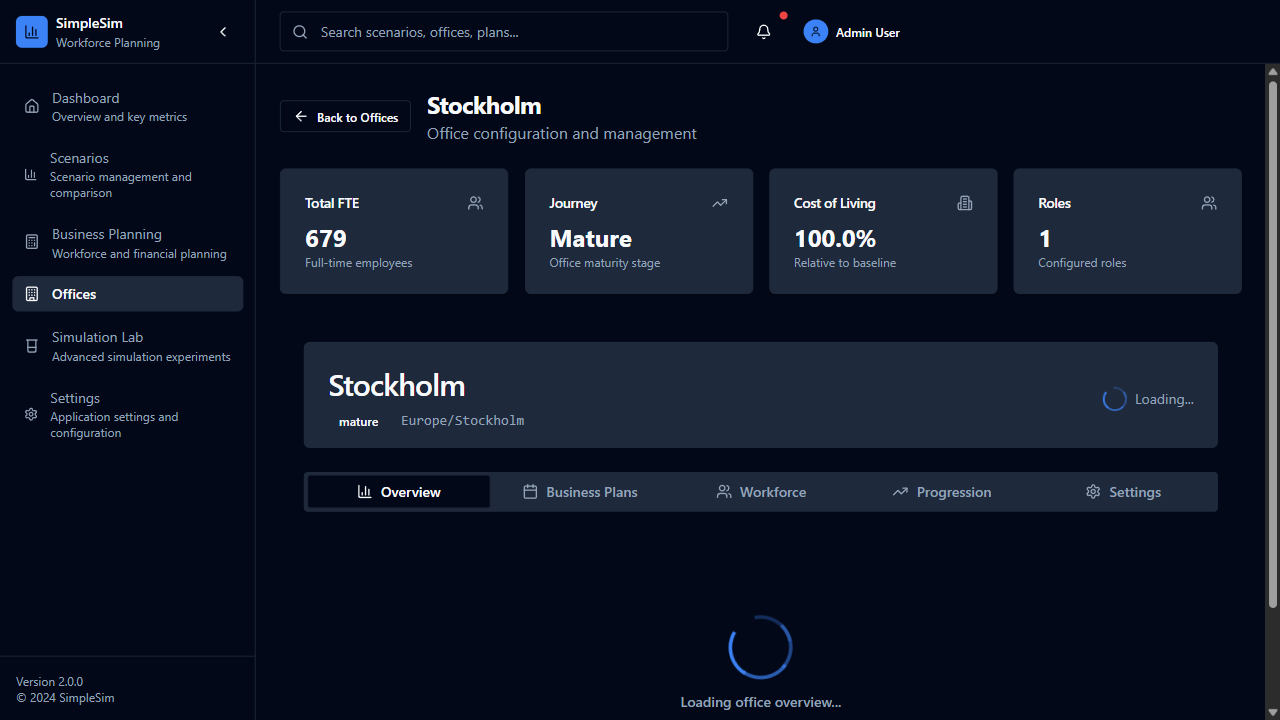 SimpleSim
Workforce Planning
Search scenarios, offices, plans...
Admin User
Dashboard
Overview and key metrics
Scenarios
Scenario management and
comparison
Business Planning
Workforce and financial planning
Offices
Simulation Lab
Advanced simulation experiments
Settings
Application settings and
configuration
Version 2.0.0
© 2024 SimpleSim
Back to Offices
Stockholm
Office configuration and management
Total FTE
679
Full-time employees
Journey
Mature
Office maturity stage
Cost of Living
100.0%
Relative to baseline
Roles
1
Configured roles
Stockholm
mature Europe/Stockholm
Loading...
Overview Business Plans Workforce Progression Settings
Loading office overview...